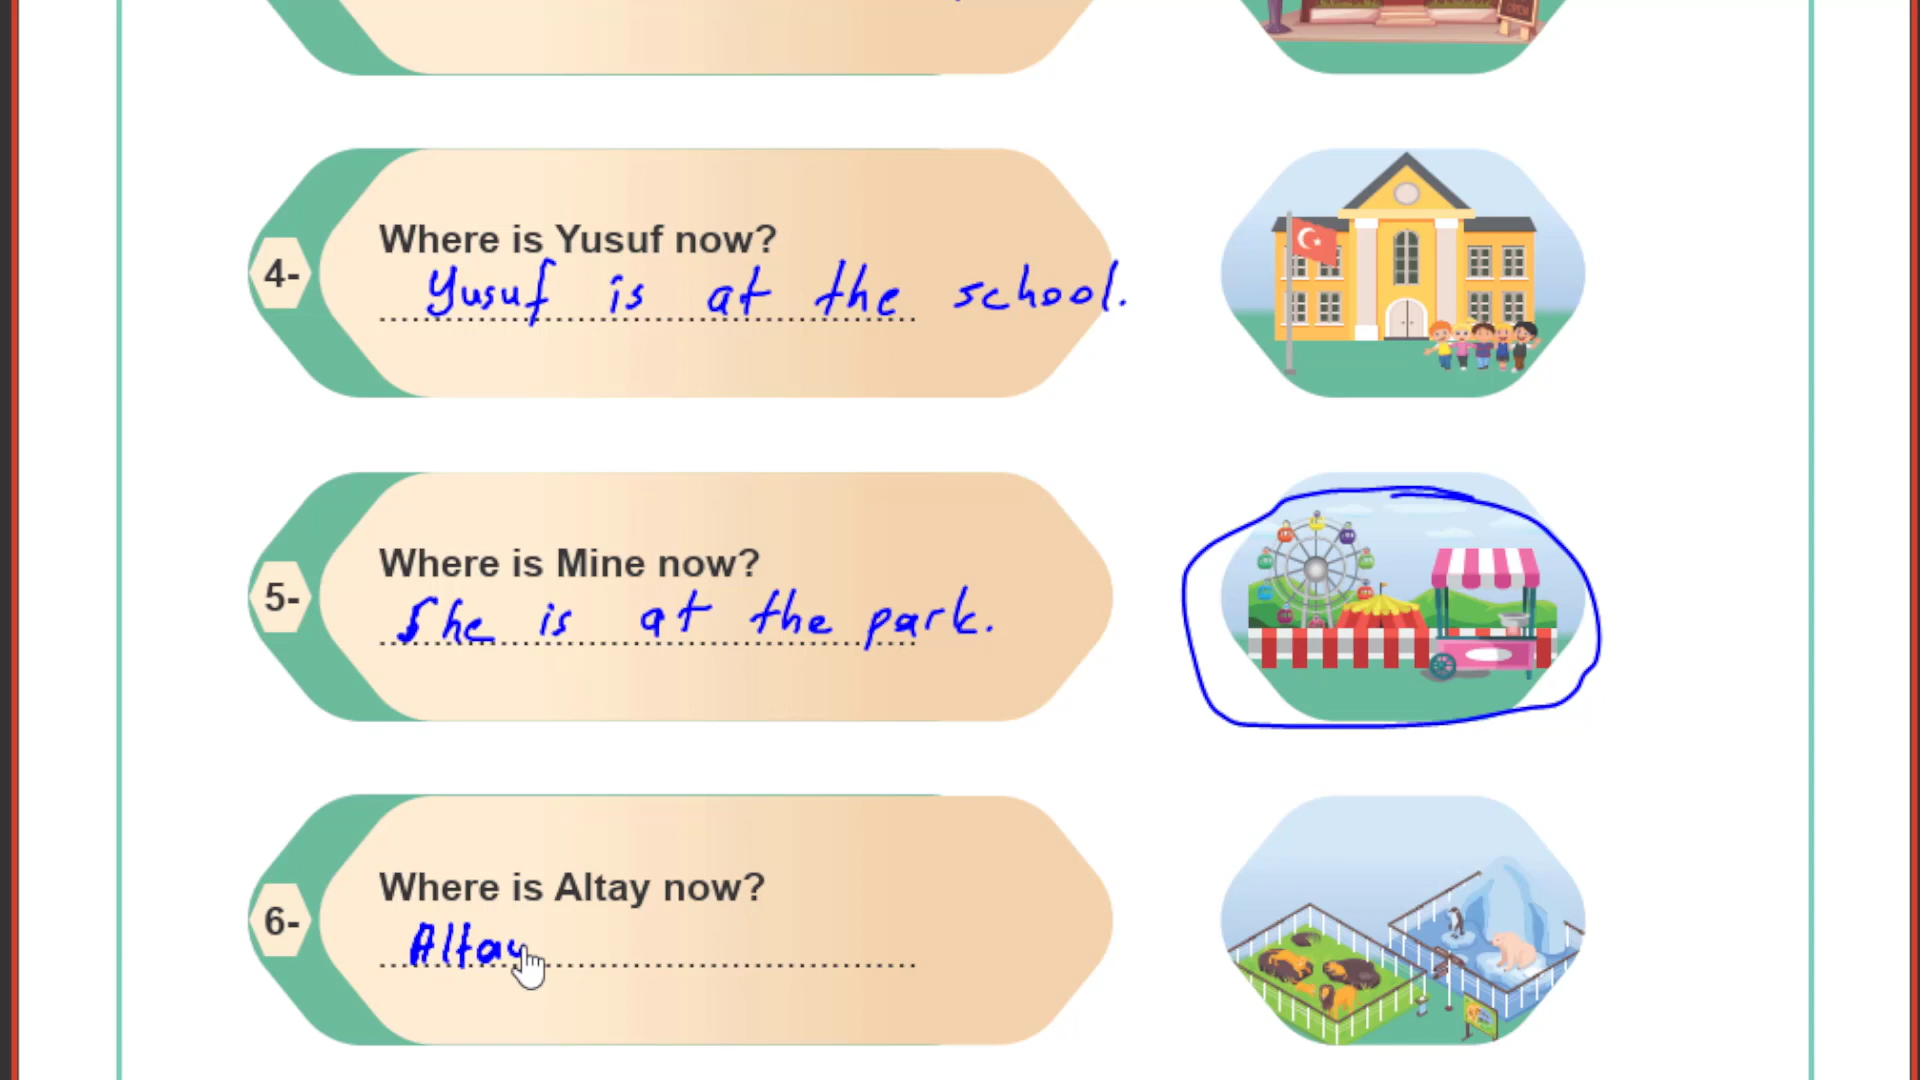 OPEN
4-
Where is Yusuf now?
Yusuf is at the school.
5-
Where is Mine now?
She is at the park.
6-
Where is Altay now?
Altay